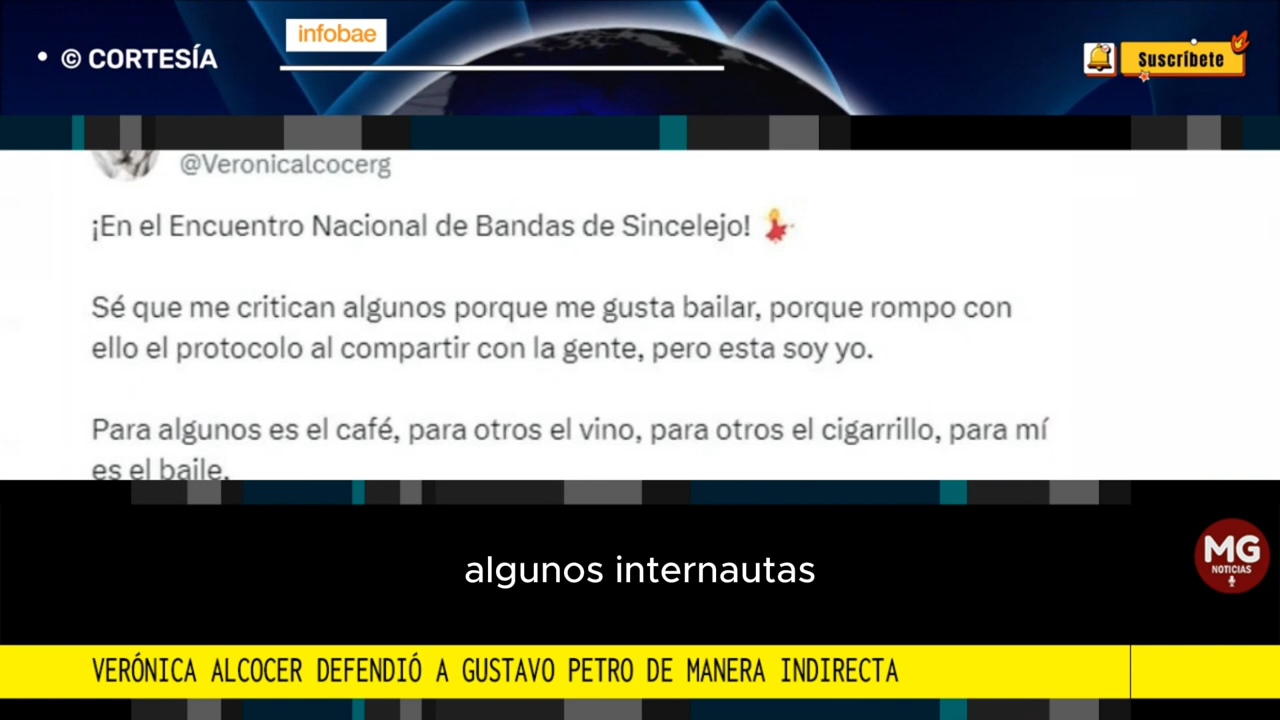 • © CORTESÍA
infobae
Suscríbete
@Veronicalcocerg
¡En el Encuentro Nacional de Bandas de Sincelejo! 💃
Sé que me critican algunos porque me gusta bailar, porque rompo con
ello el protocolo al compartir con la gente, pero esta soy yo.
Para algunos es el café, para otros el vino, para otros el cigarrillo, para mí
es el baile.
algunos internautas
MG
NOTICIAS
VERÓNICA ALCOCER DEFENDIÓ A GUSTAVO PETRO DE MANERA INDIRECTA